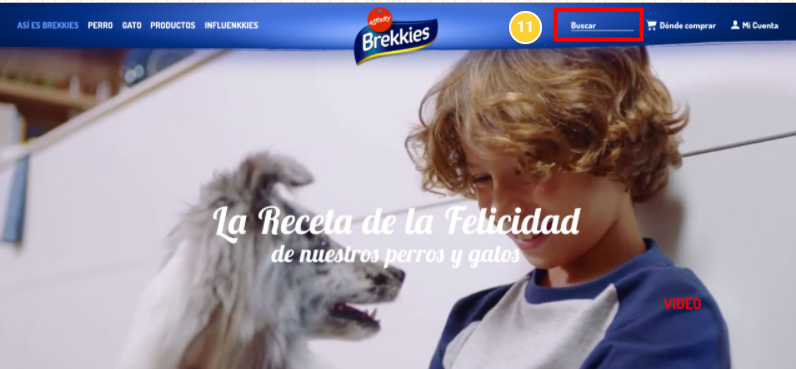 ASÍ ES BREKKIES PERRO GATO PRODUCTOS INFLUENKKIES
affinity
Brekkies
11
Buscar
Dónde comprar
Mi Cuenta
La Receta de la Felicidad
de nuestros perros y gatos
VIDEO